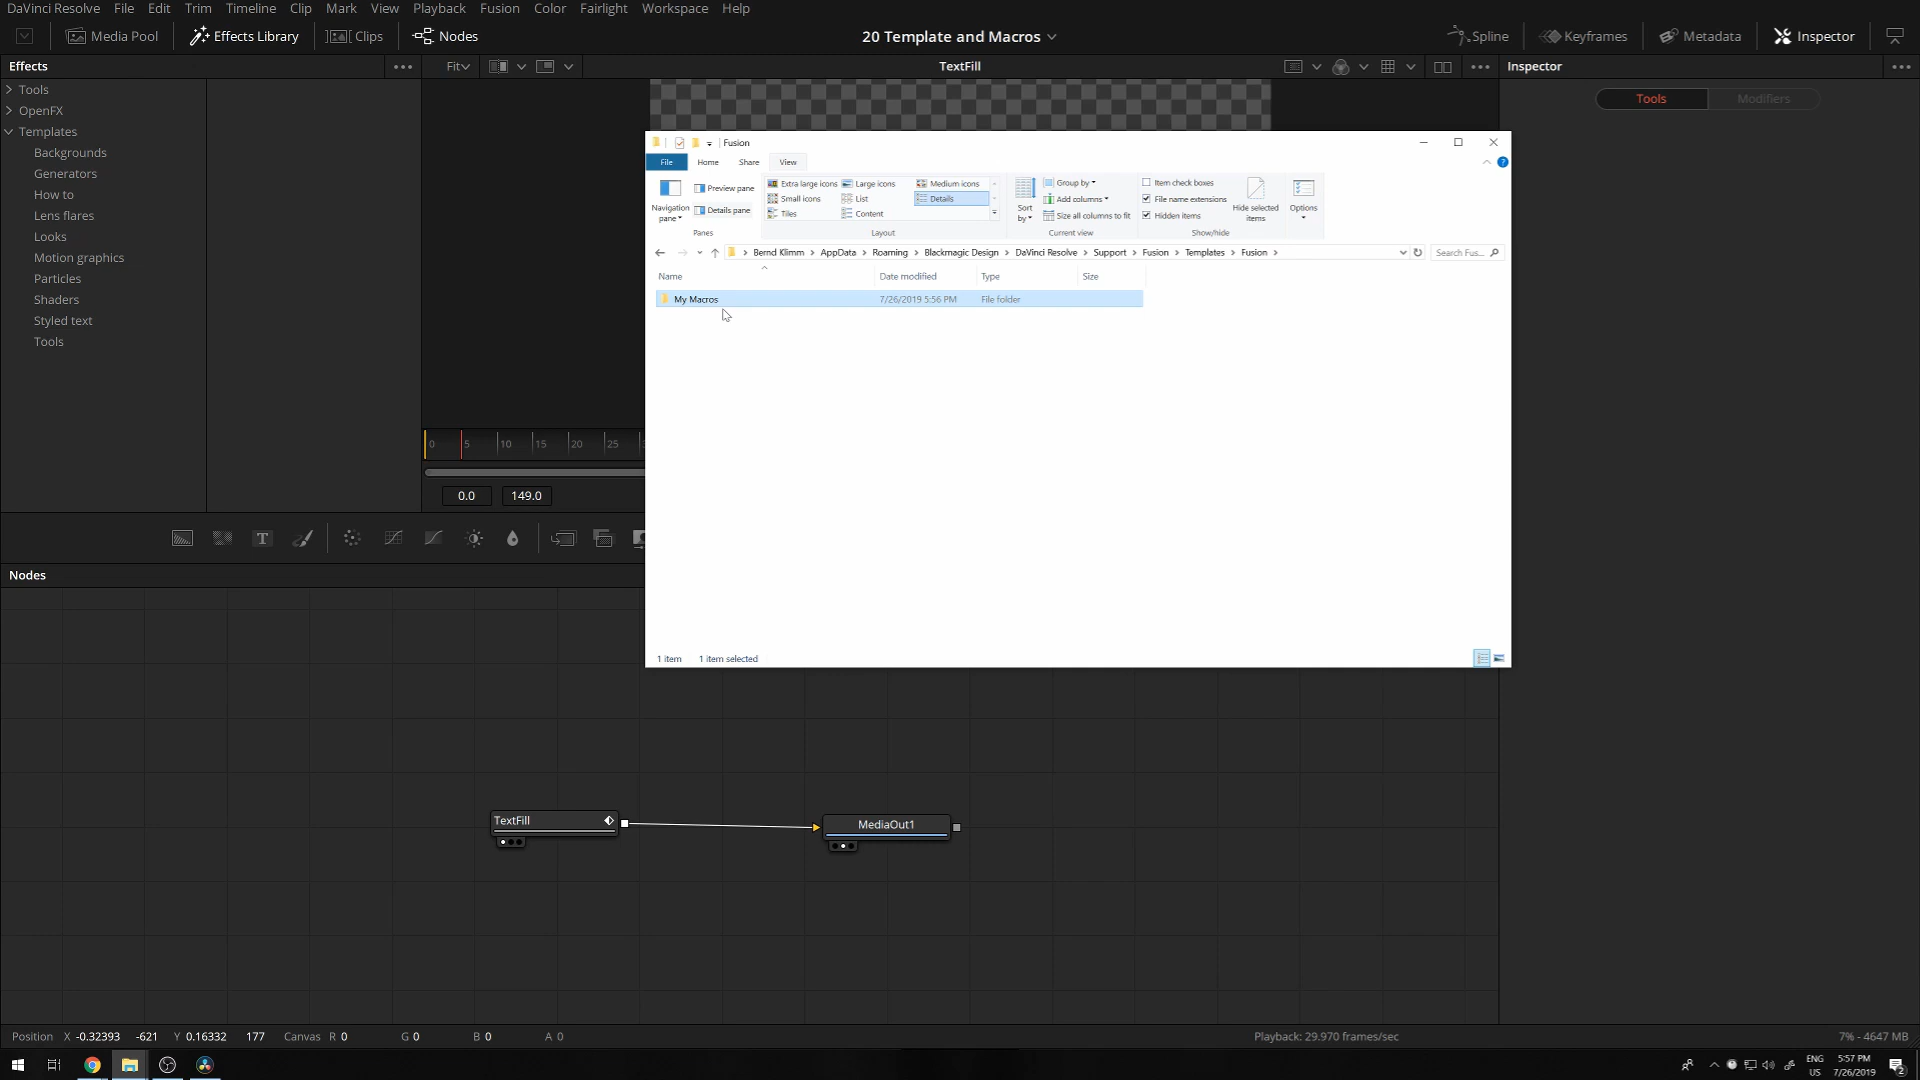 DaVinci Resolve File Edit Trim Timeline Clip Mark View Playback Fusion Color Fairlight Workspace Help
Media Pool Effects Library Clips Nodes 20 Template and Macros Spline Keyframes Metadata Inspector
Effects Fit TextFill Inspector
Tools
OpenFX
Templates
Backgrounds
Generators
How to
Lens flares
Looks
Motion graphics
Particles
Shaders
Styled text
Tools
Tools Modifiers
Fusion
File Home Share View
Navigation pane
Preview pane
Details pane
Panes
Extra large icons Large icons Medium icons
Small icons List Details
Tiles Content
Layout
Sort by
Group by
Add columns
Size all columns to fit
Current view
Item check boxes
File name extensions
Hidden items
Hide selected items
Show/hide
Options
Bernd Klimm AppData Roaming Blackmagic Design DaVinci Resolve Support Fusion Templates Fusion Search Fus...
Name Date modified Type Size
My Macros 7/26/2019 5:56 PM File folder
1 item 1 item selected
0 5 10 15 20 25
0.0 149.0
T
Nodes
TextFill MediaOut1
Position X -0.32393 -621 Y 0.16332 177 Canvas R 0 G 0 B 0 A 0 Playback: 29.970 frames/sec 7% - 4647 MB
ENG US 5:57 PM 7/26/2019 2